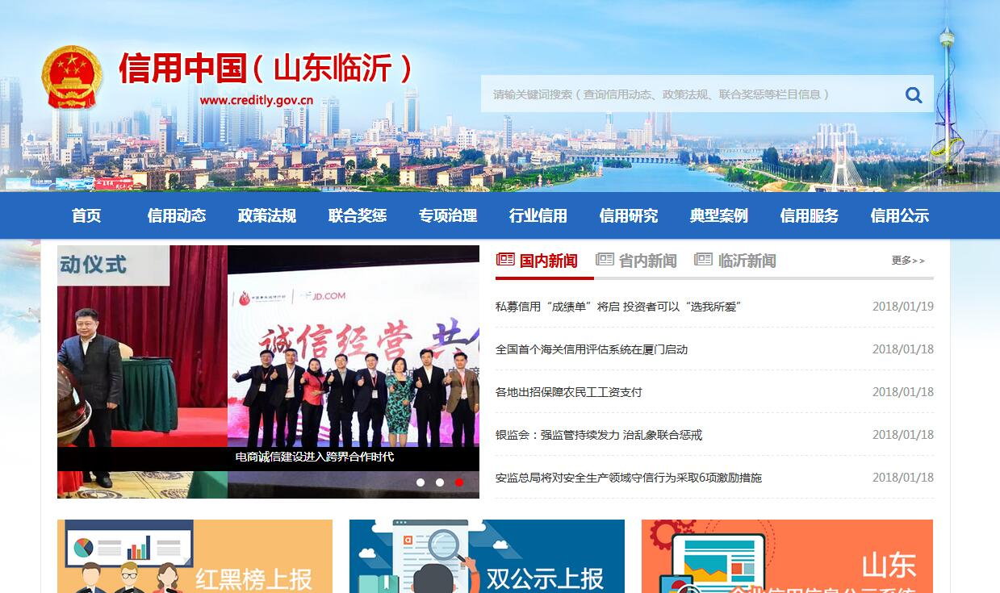 信用中国（山东临沂）
www.creditly.gov.cn
请输入关键词搜索（查询信用动态、政策法规、联合奖惩等栏目信息）
首页 信用动态 政策法规 联合奖惩 专项治理 行业信用 信用研究 典型案例 信用服务 信用公示
动仪式
JD.COM
诚信经营 共
电商诚信建设进入跨界合作时代
国内新闻 省内新闻 临沂新闻 更多>>
私募信用“成绩单”将启 投资者可以“选我所爱” 2018/01/19
全国首个海关信用评估系统在厦门启动 2018/01/18
各地出招保障农民工工资支付 2018/01/18
银监会：强监管持续发力 治乱象联合惩戒 2018/01/18
安监总局将对安全生产领域守信行为采取6项激励措施 2018/01/18
红黑榜上报
双公示上报
山东
企业信用信息公示系统